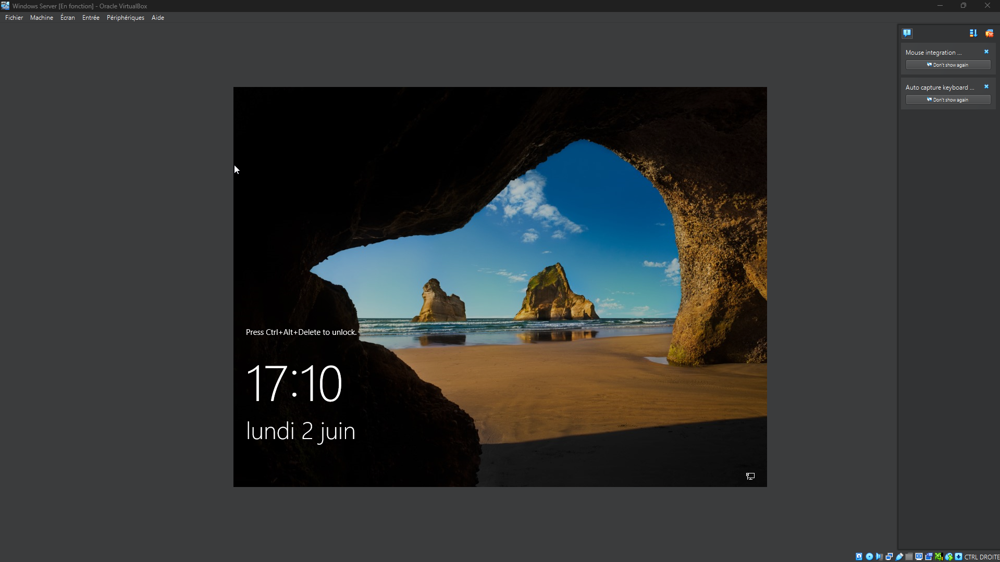 Windows Server [En fonction] - Oracle VirtualBox
Fichier Machine Écran Entrée Périphériques Aide
Mouse integration ...
Don't show again
Auto capture keyboard ...
Don't show again
Press Ctrl+Alt+Delete to unlock.
17:10
lundi 2 juin
CTRL DROITE